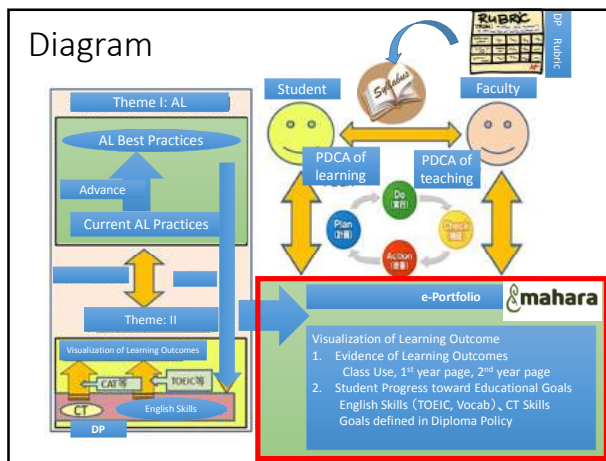 Diagram
RUBRIC
DP Rubric
Syllabus
Student
Faculty
Theme I: AL
AL Best Practices
Advance
Current AL Practices
Theme: II
Visualization of Learning Outcomes
CAT等
TOEIC等
CT
English Skills
DP
PDCA of
learning
PDCA of
teaching
Do
Plan
(計画)
Check
Action
(改善)
e-Portfolio
mahara
Visualization of Learning Outcome
1. Evidence of Learning Outcomes
Class Use, 1st year page, 2nd year page
2. Student Progress toward Educational Goals
English Skills（TOEIC, Vocab）、CT Skills
Goals defined in Diploma Policy